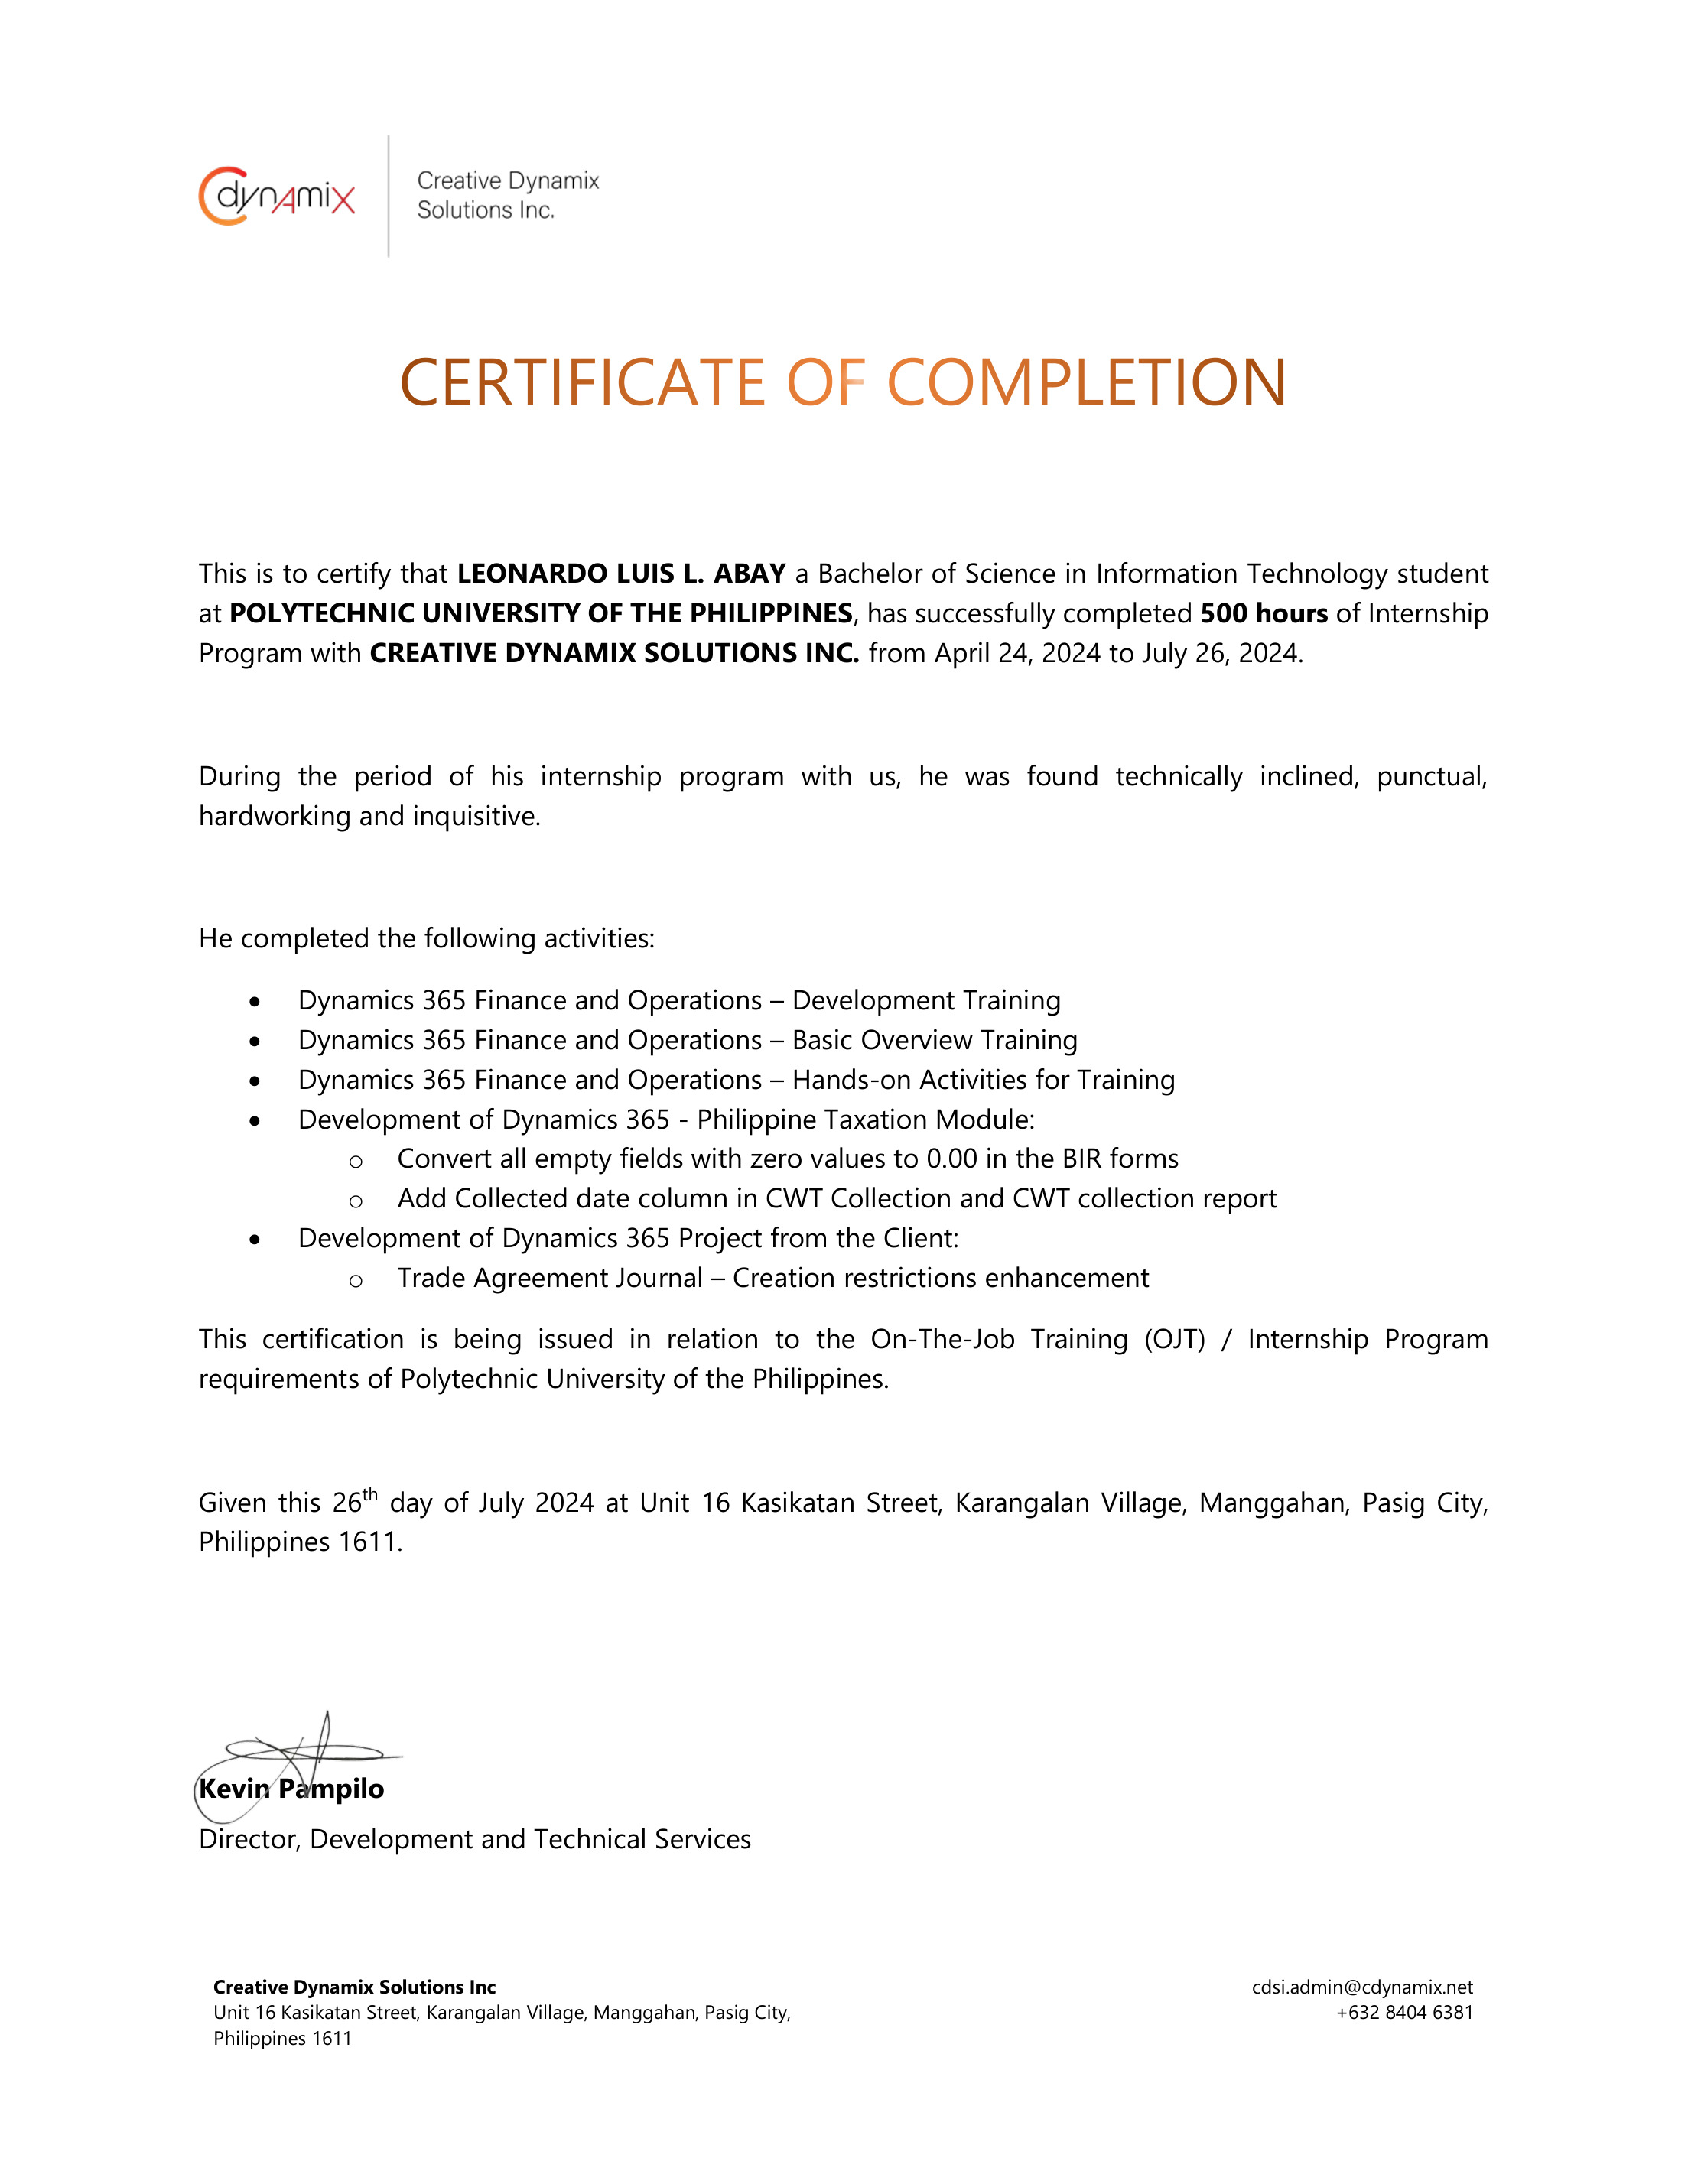 Cdynamix
Creative Dynamix
Solutions Inc.
CERTIFICATE OF COMPLETION
This is to certify that LEONARDO LUIS L. ABAY a Bachelor of Science in Information Technology student
at POLYTECHNIC UNIVERSITY OF THE PHILIPPINES, has successfully completed 500 hours of Internship
Program with CREATIVE DYNAMIX SOLUTIONS INC. from April 24, 2024 to July 26, 2024.
During the period of his internship program with us, he was found technically inclined, punctual,
hardworking and inquisitive.
He completed the following activities:
• Dynamics 365 Finance and Operations – Development Training
• Dynamics 365 Finance and Operations – Basic Overview Training
• Dynamics 365 Finance and Operations – Hands-on Activities for Training
• Development of Dynamics 365 - Philippine Taxation Module:
o Convert all empty fields with zero values to 0.00 in the BIR forms
o Add Collected date column in CWT Collection and CWT collection report
• Development of Dynamics 365 Project from the Client:
o Trade Agreement Journal – Creation restrictions enhancement
This certification is being issued in relation to the On-The-Job Training (OJT) / Internship Program
requirements of Polytechnic University of the Philippines.
Given this 26th day of July 2024 at Unit 16 Kasikatan Street, Karangalan Village, Manggahan, Pasig City,
Philippines 1611.
Kevin Pampilo
Director, Development and Technical Services
Creative Dynamix Solutions Inc
Unit 16 Kasikatan Street, Karangalan Village, Manggahan, Pasig City,
Philippines 1611
cdsi.admin@cdynamix.net
+632 8404 6381